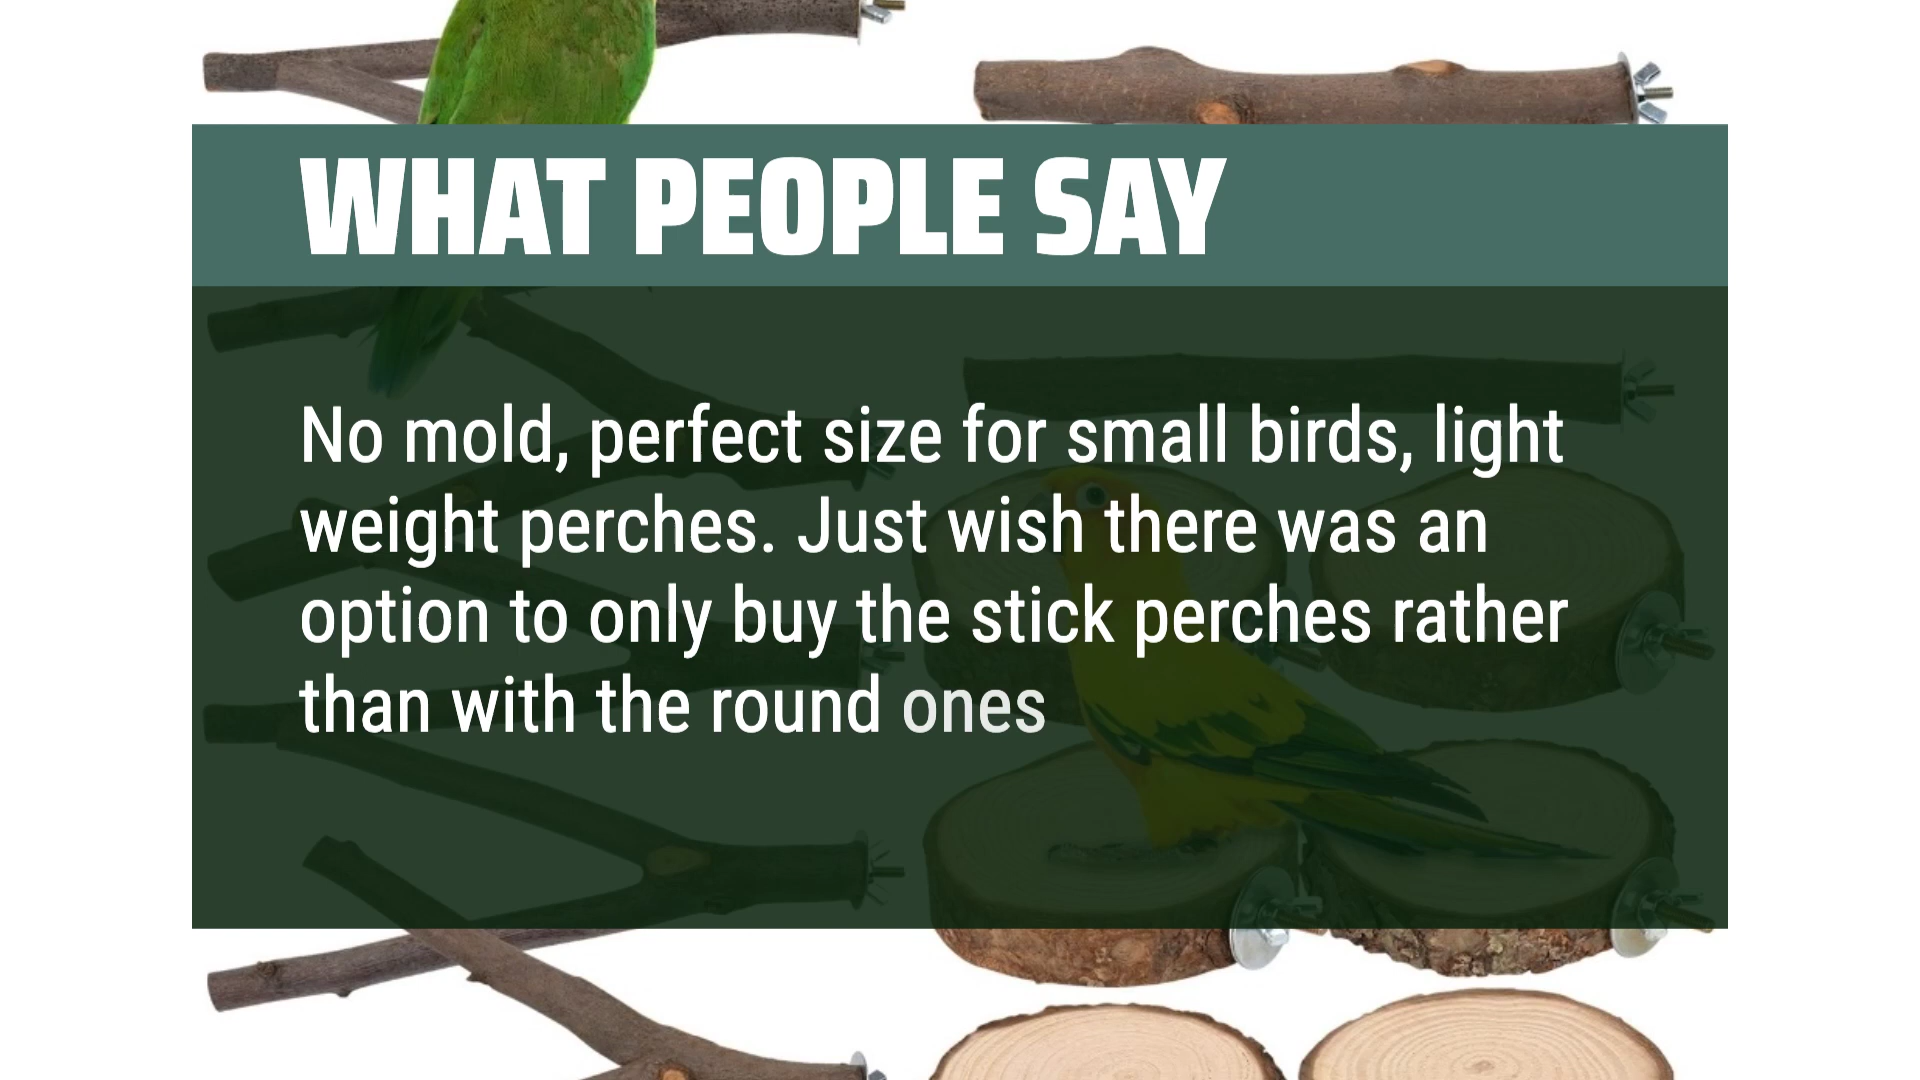 WHAT PEOPLE SAY
No mold, perfect size for small birds, light
weight perches. Just wish there was an
option to only buy the stick perches rather
than with the round ones